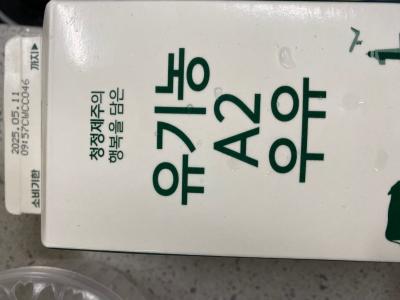 청정제주의
행복을 담은
유기농
A2
우유
까지▶
2025.05.11
09157CMCC046
소비기한